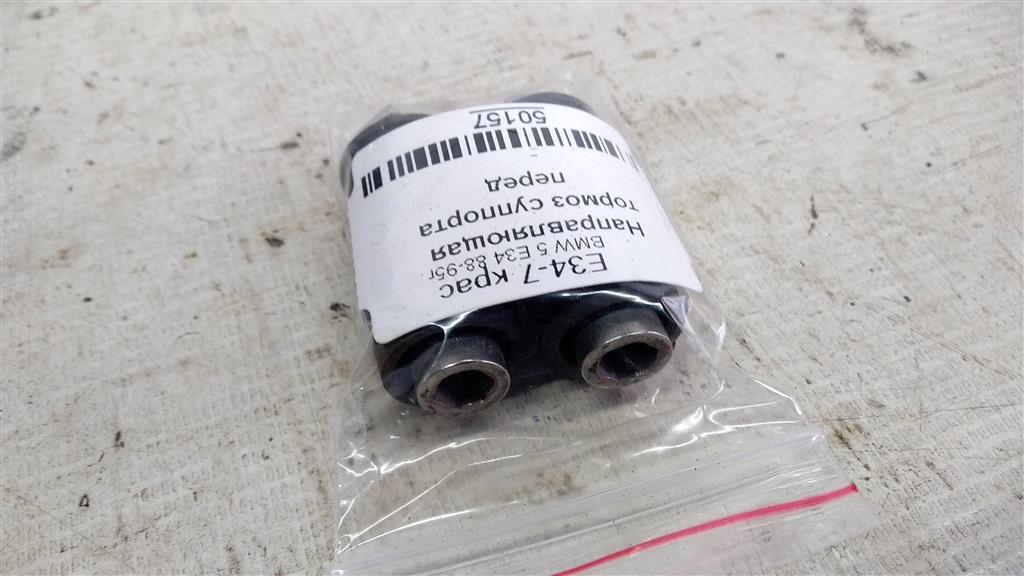 E34-7 крас
BMW 5 E34 88-95г
Направляющая
тормоз суппорта
перед
50157